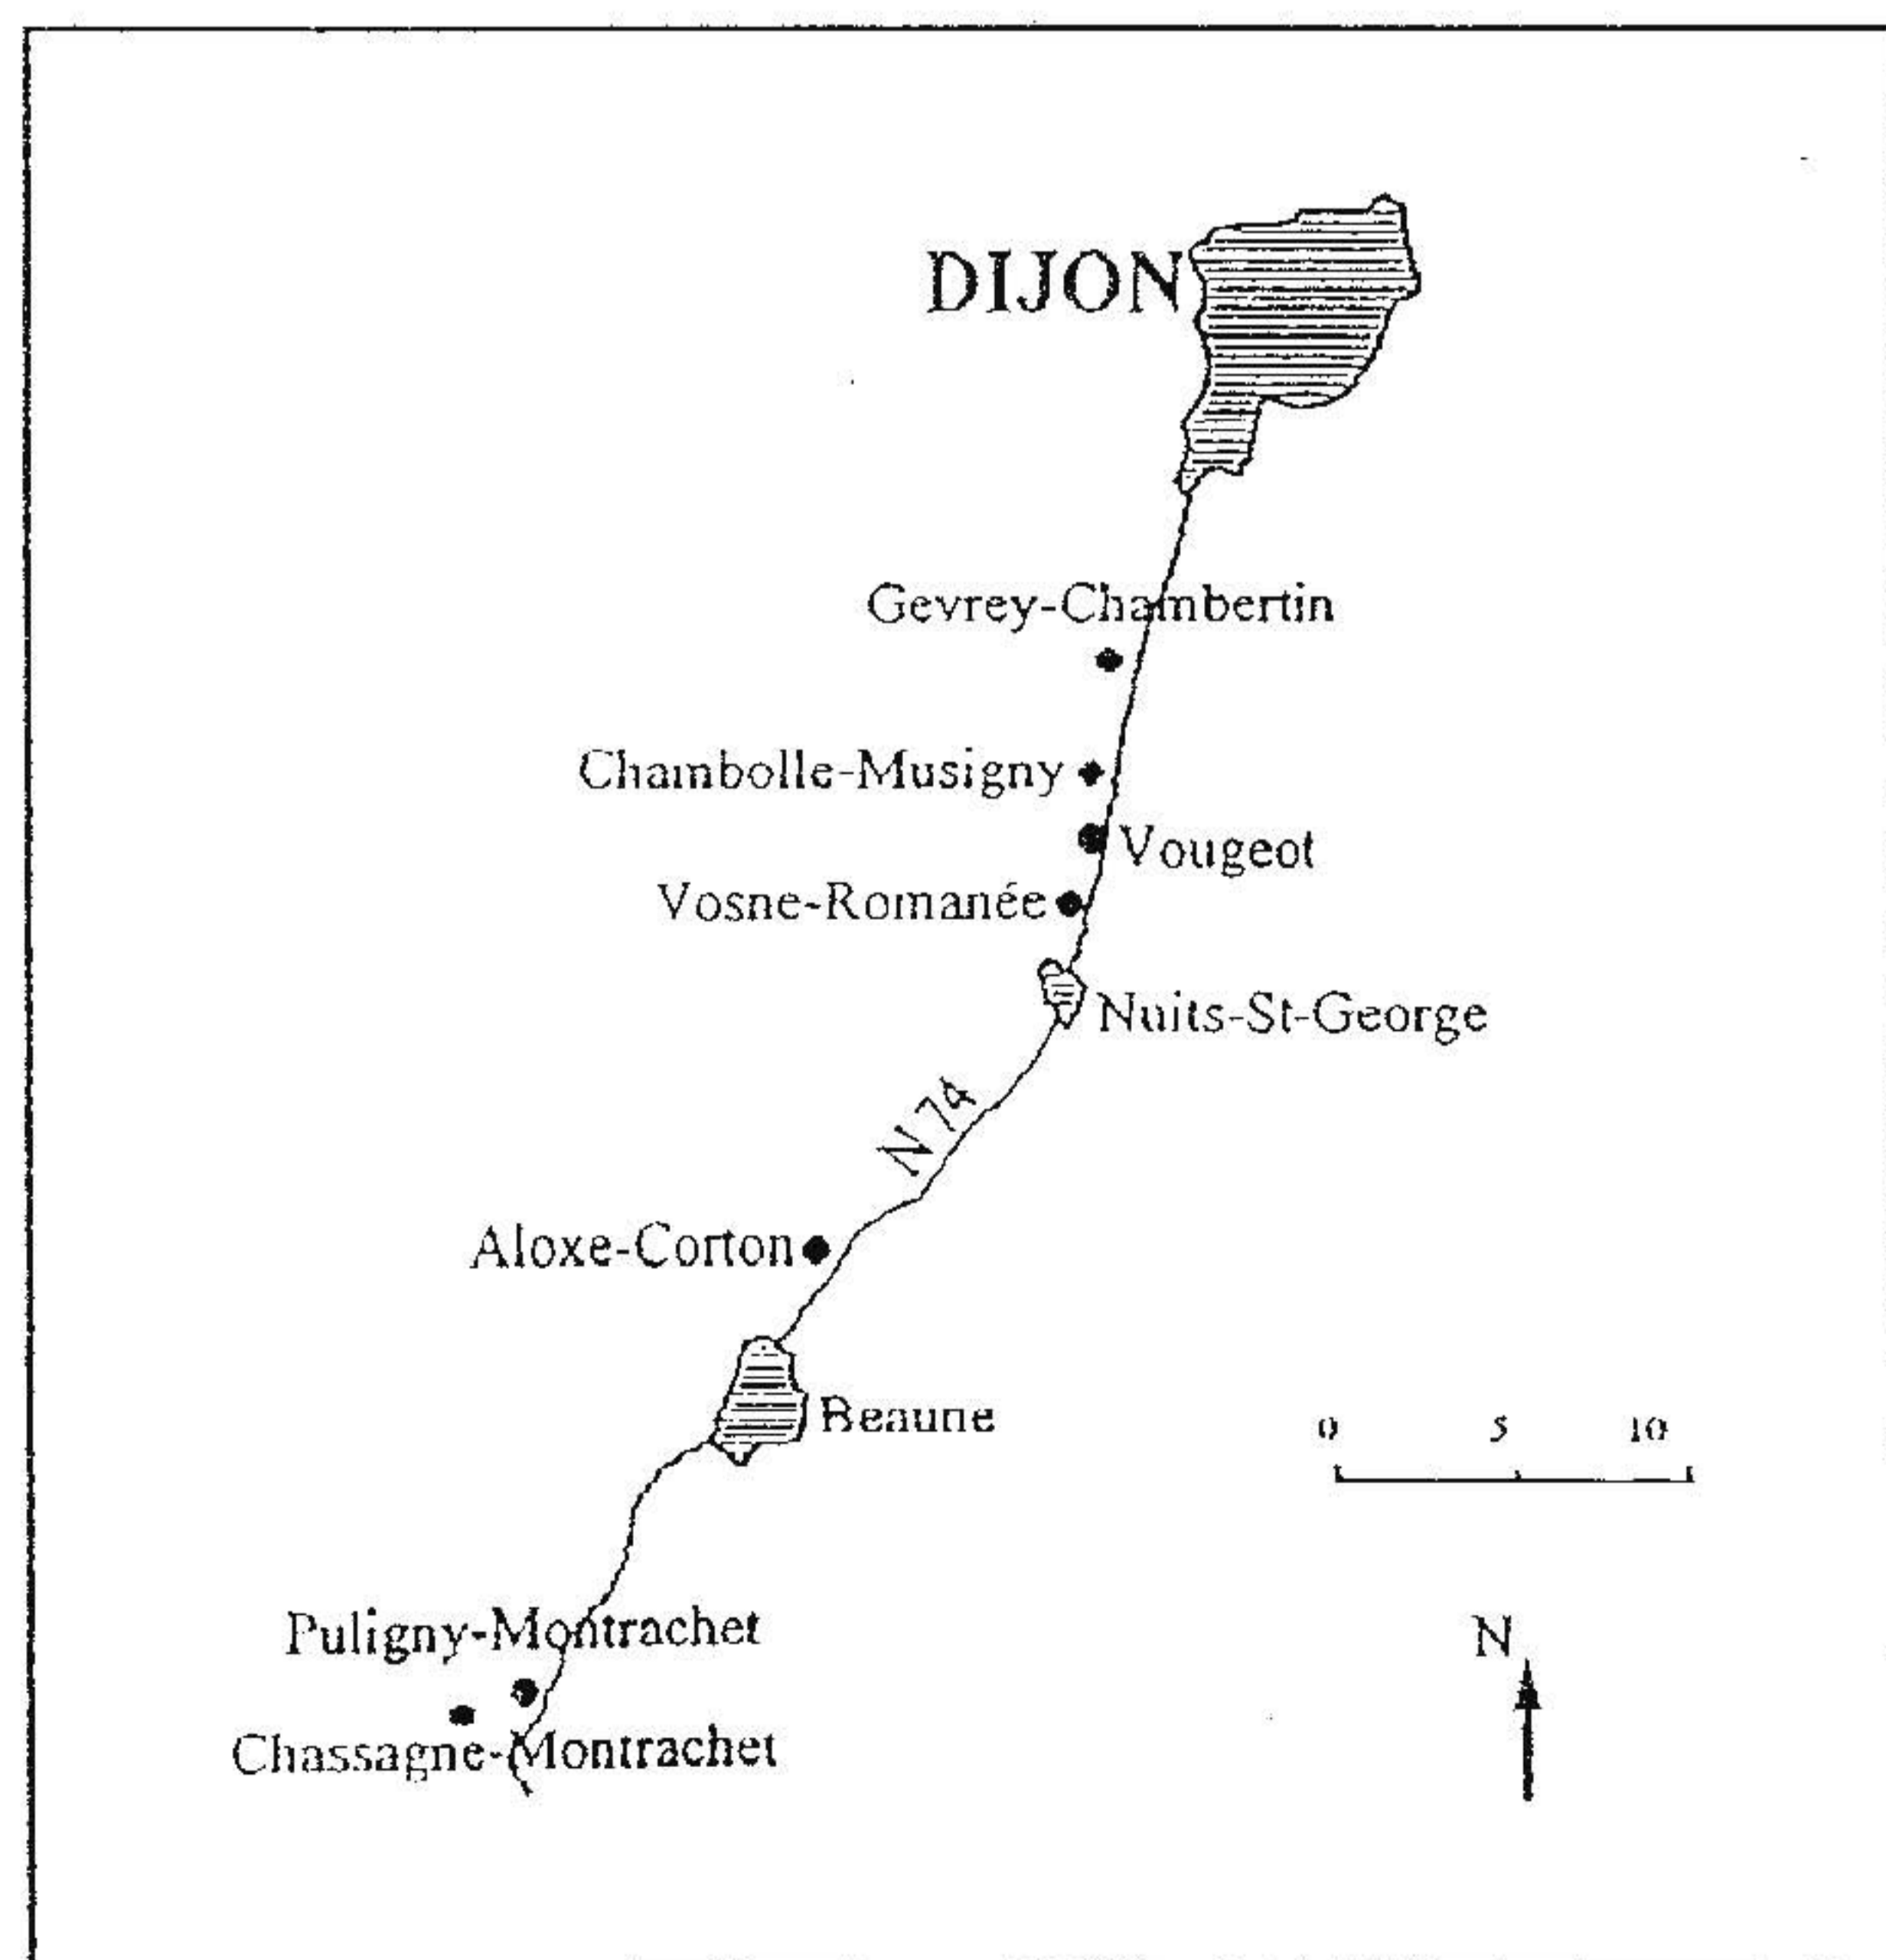 DIJON
Gevrey-Chambertin
Chambolle-Musigny
Vougeot
Vosne-Romanée
Nuits-St-George
N 74
Aloxe-Corton
Beaune
0 5 10
Puligny-Montrachet
N
Chassagne-Montrachet